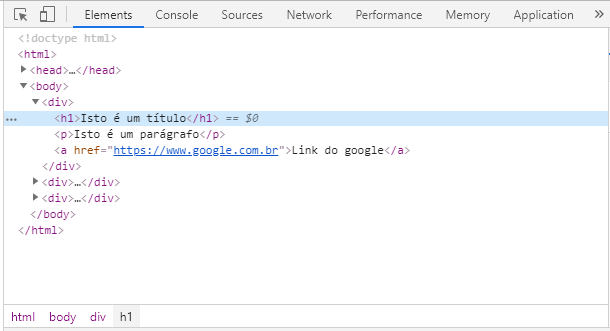 Elements Console Sources Network Performance Memory Application »
<!doctype html>
<html>
<head>…</head>
<body>
<div>
… <h1>Isto é um título</h1> == $0
<p>Isto é um parágrafo</p>
<a href="https://www.google.com.br">Link do google</a>
</div>
<div>…</div>
<div>…</div>
</body>
</html>
html body div h1